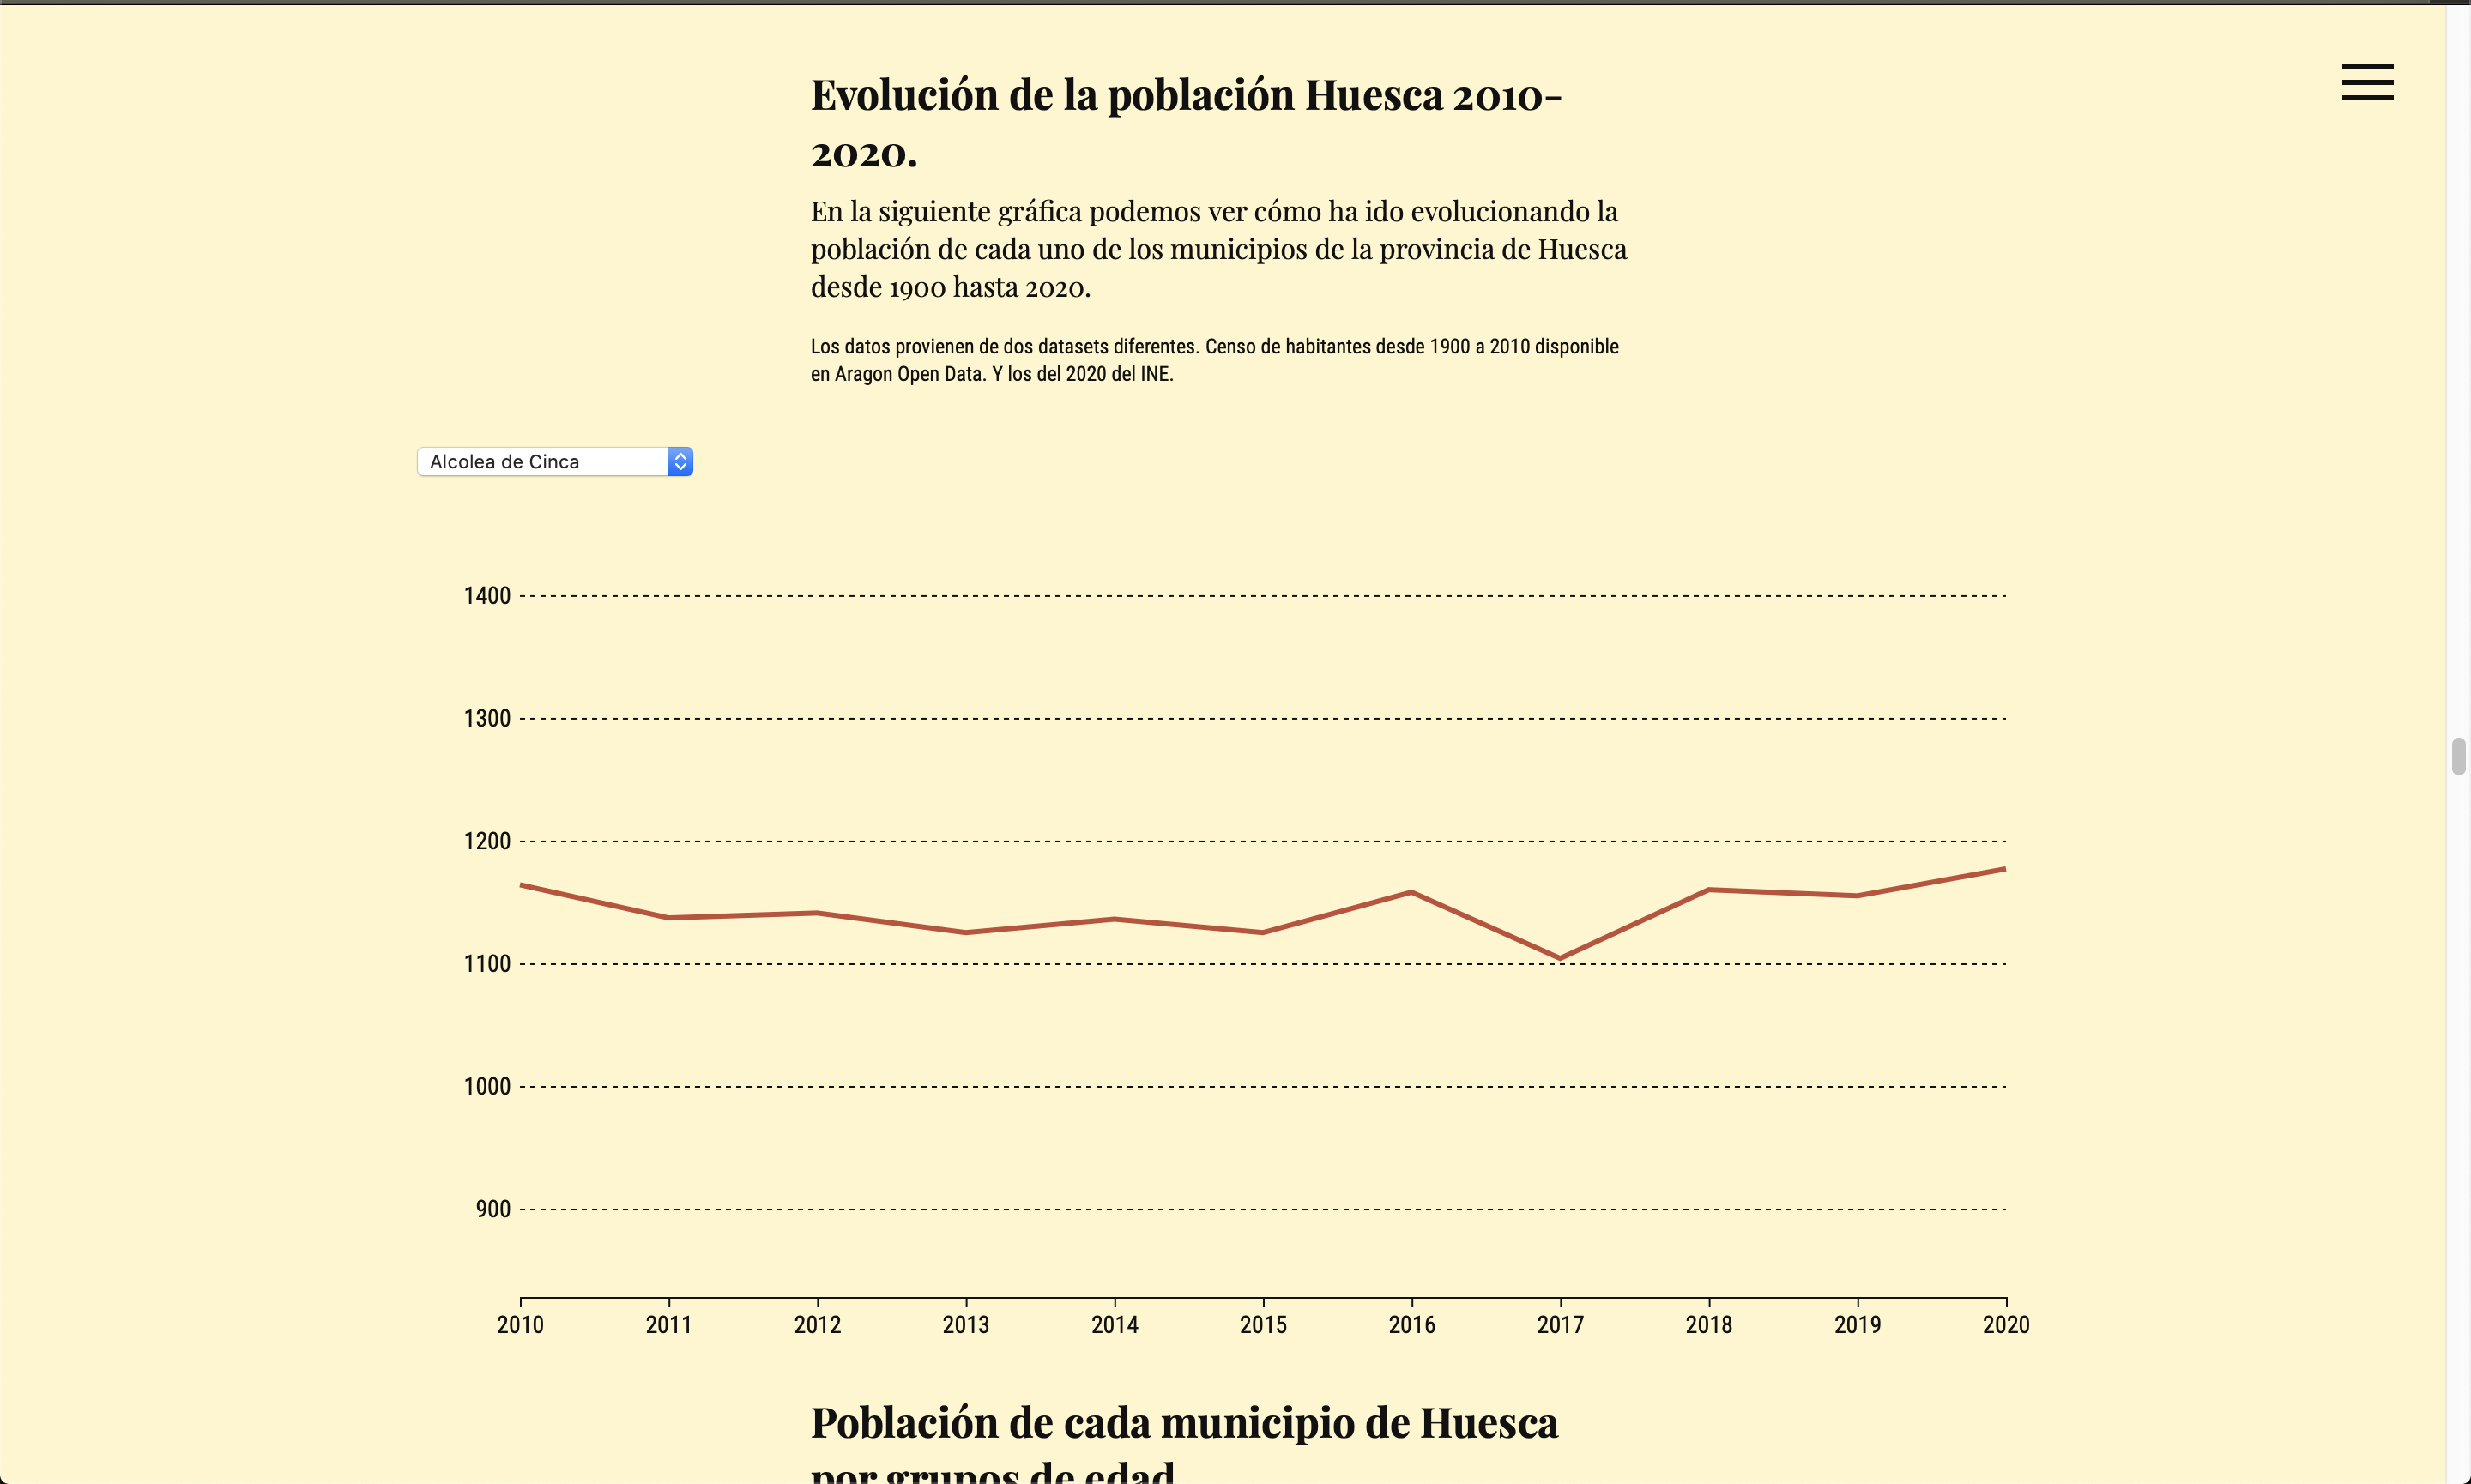 Evolución de la población Huesca 2010-
2020.
En la siguiente gráfica podemos ver cómo ha ido evolucionando la
población de cada uno de los municipios de la provincia de Huesca
desde 1900 hasta 2020.
Los datos provienen de dos datasets diferentes. Censo de habitantes desde 1900 a 2010 disponible
en Aragon Open Data. Y los del 2020 del INE.
Alcolea de Cinca
1400
1300
1200
1100
1000
900
2010 2011 2012 2013 2014 2015 2016 2017 2018 2019 2020
Población de cada municipio de Huesca
por grupos de edad